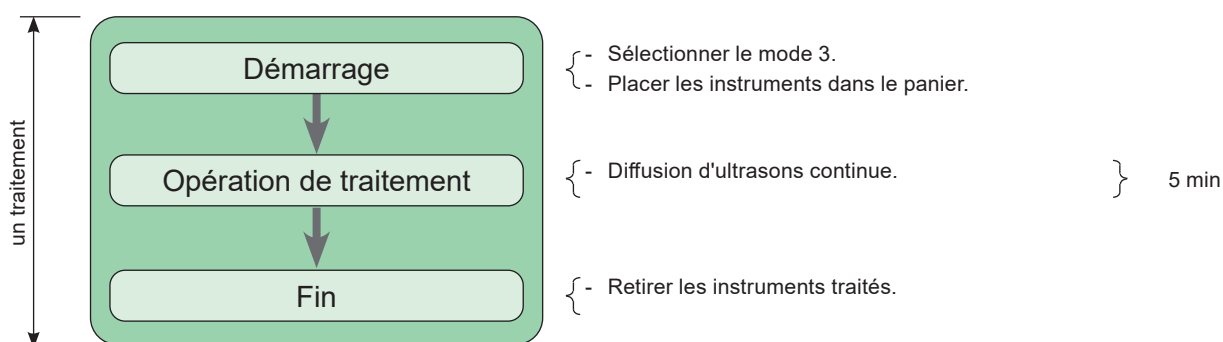 un traitement
Démarrage
- Sélectionner le mode 3.
- Placer les instruments dans le panier.
Opération de traitement
- Diffusion d'ultrasons continue.
5 min
Fin
- Retirer les instruments traités.